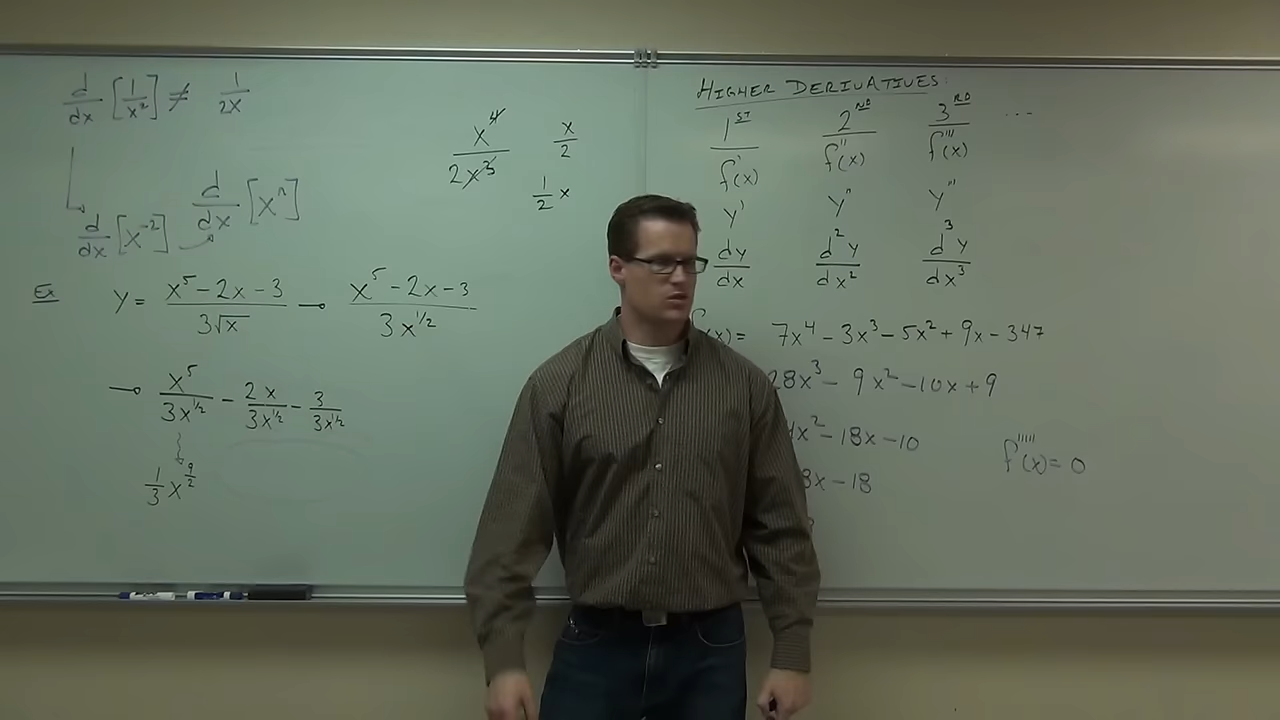 d/dx [1/x²] ≠ 1/2x
d/dx [x⁻²] d/dx [xⁿ]
x⁴/2x³ x/2
1/2 x
Ex y = (x⁵ − 2x − 3)/(3√x) → (x⁵ − 2x − 3)/(3x^½)
→ x⁵/(3x^½) − 2x/(3x^½) − 3/(3x^½)
1/3 x^(9/2)
HIGHER DERIVATIVES:
1ST 2ND 3RD ...
f'(x) f''(x) f'''(x)
y' y'' y'''
dy/dx d²y/dx² d³y/dx³
(x) = 7x⁴ − 3x³ − 5x² + 9x − 347
28x³ − 9x² − 10x + 9
x² − 18x − 10
8x − 18
f'''''(x) = 0